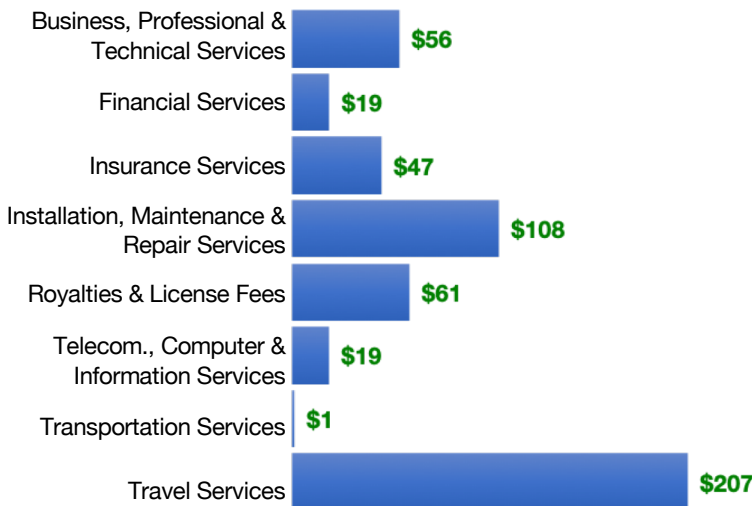 Business, Professional &
Technical Services
$56
Financial Services
$19
Insurance Services
$47
Installation, Maintenance &
Repair Services
$108
Royalties & License Fees
$61
Telecom., Computer &
Information Services
$19
Transportation Services
$1
Travel Services
$207